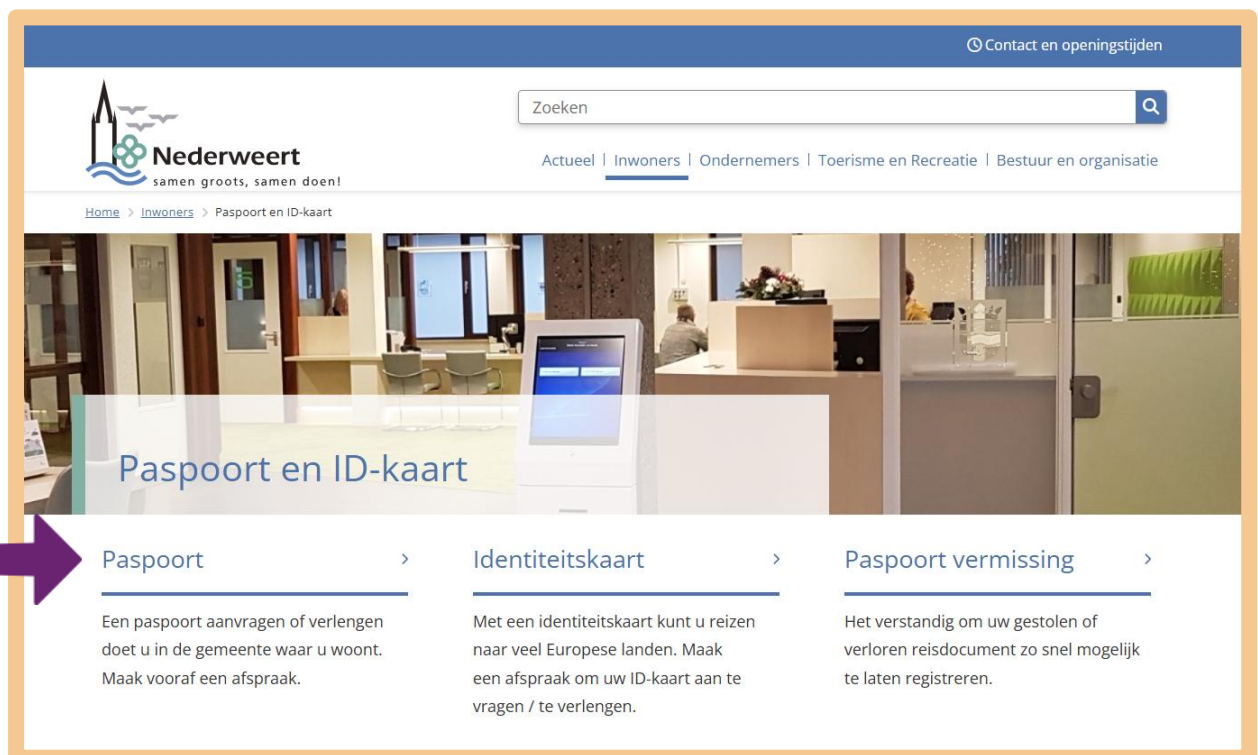 Contact en openingstijden
Nederweert
samen groots, samen doen!
Zoeken
Actueel | Inwoners | Ondernemers | Toerisme en Recreatie | Bestuur en organisatie
Home > Inwoners > Paspoort en ID-kaart
Paspoort en ID-kaart
Paspoort >
Een paspoort aanvragen of verlengen
doet u in de gemeente waar u woont.
Maak vooraf een afspraak.
Identiteitskaart >
Met een identiteitskaart kunt u reizen
naar veel Europese landen. Maak
een afspraak om uw ID-kaart aan te
vragen / te verlengen.
Paspoort vermissing >
Het verstandig om uw gestolen of
verloren reisdocument zo snel mogelijk
te laten registreren.